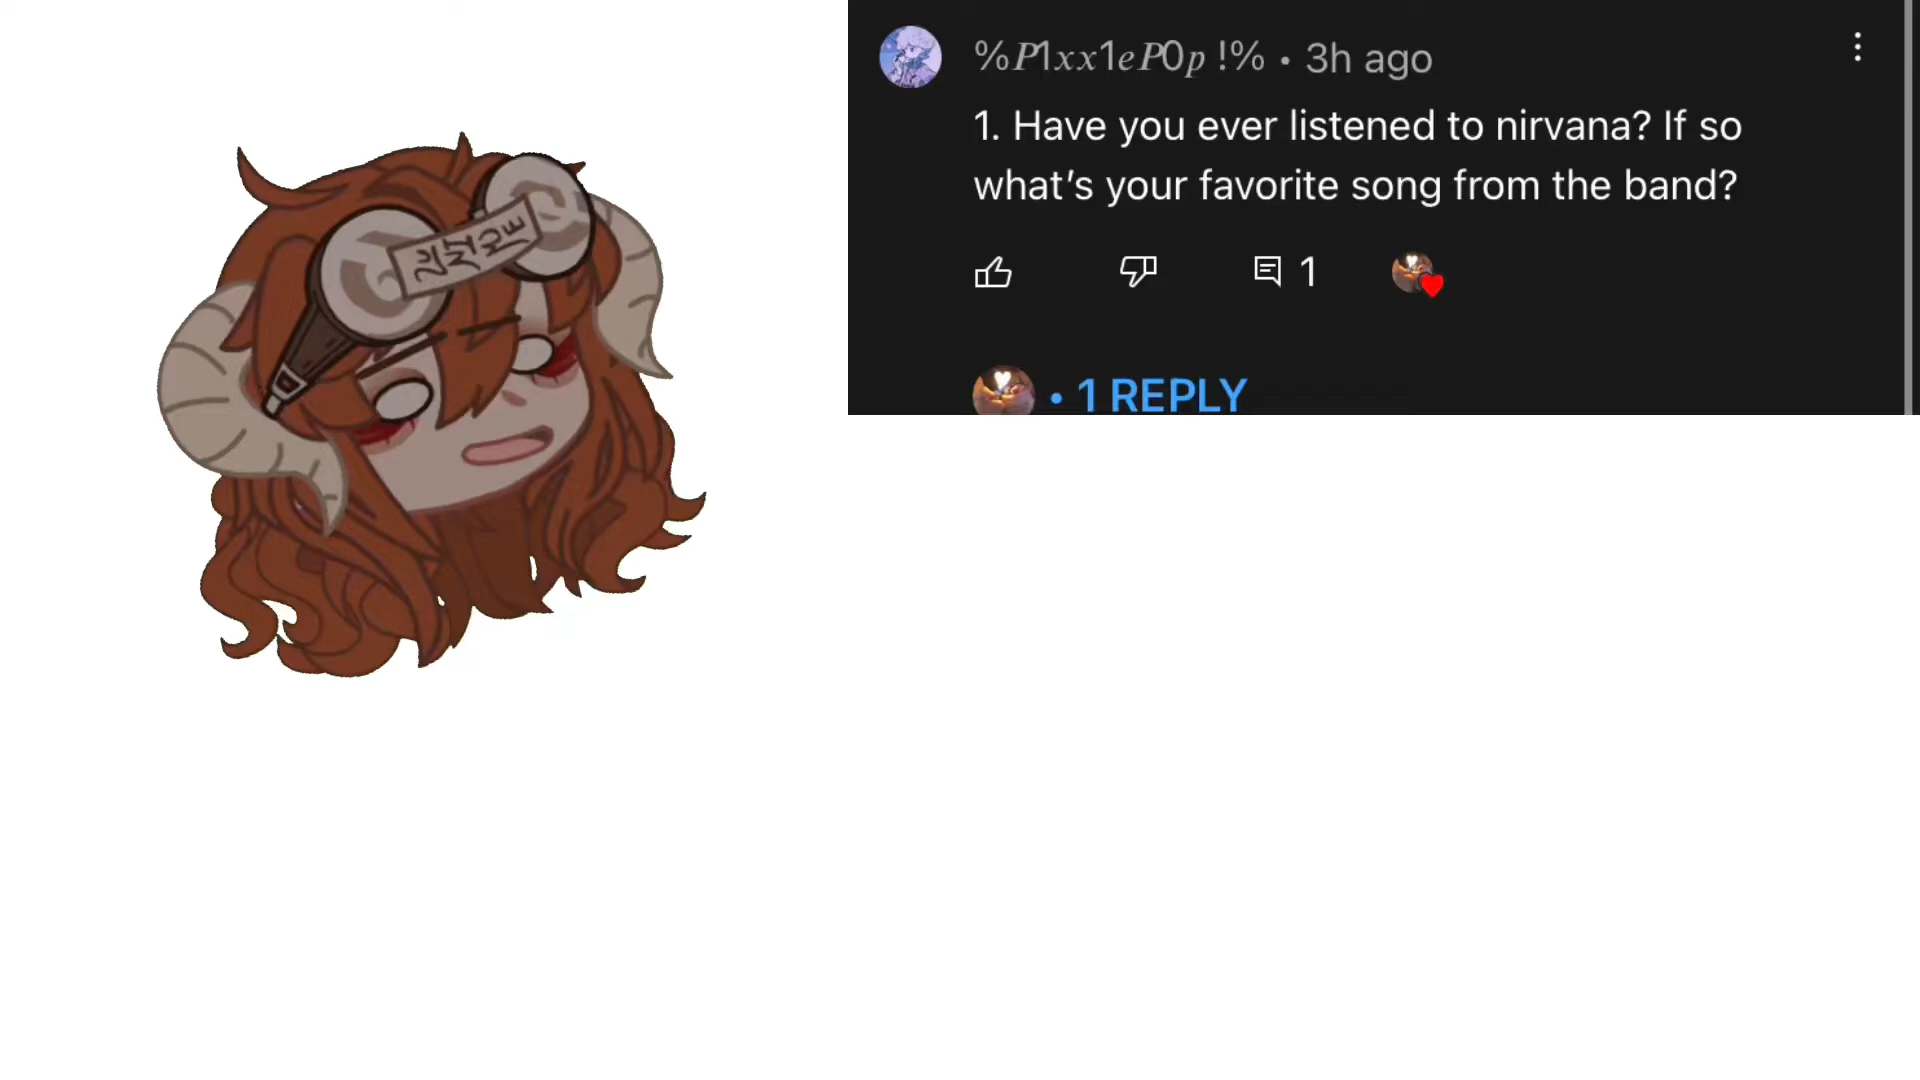 %P1xx1eP0p !% • 3h ago
1. Have you ever listened to nirvana? If so
what's your favorite song from the band?
1
• 1 REPLY